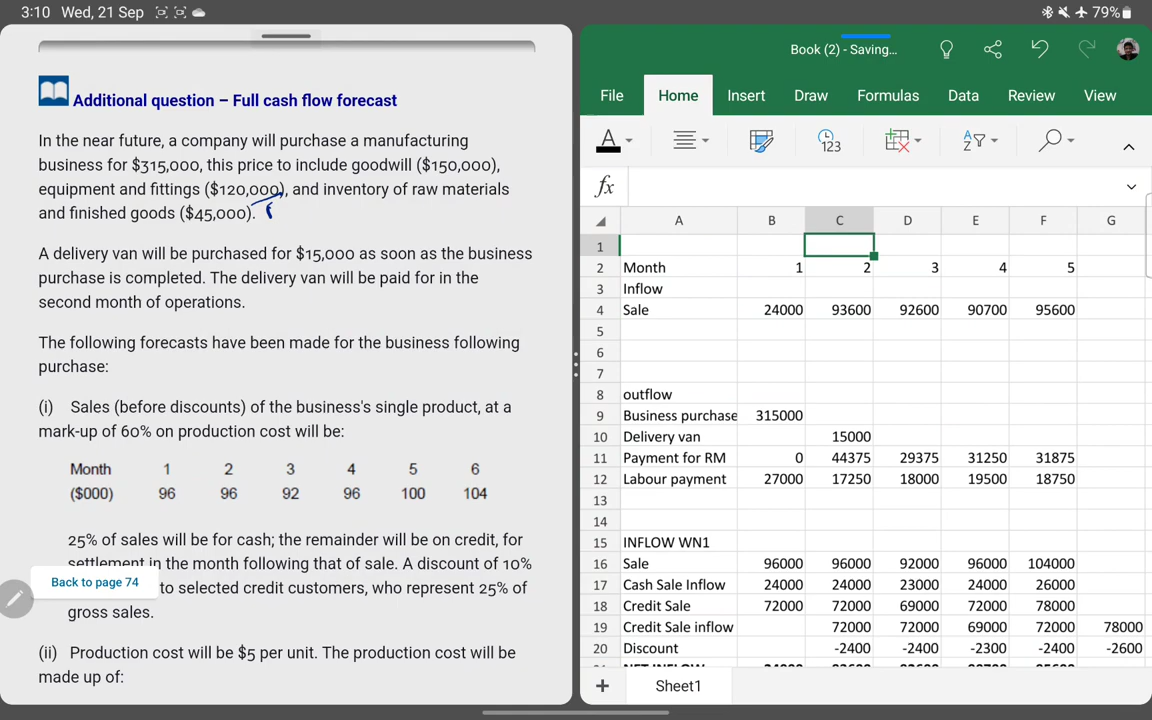 3:10 Wed, 21 Sep
79%
Additional question – Full cash flow forecast
In the near future, a company will purchase a manufacturing
business for $315,000, this price to include goodwill ($150,000),
equipment and fittings ($120,000), and inventory of raw materials
and finished goods ($45,000).
A delivery van will be purchased for $15,000 as soon as the business
purchase is completed. The delivery van will be paid for in the
second month of operations.
The following forecasts have been made for the business following
purchase:
(i) Sales (before discounts) of the business's single product, at a
mark-up of 60% on production cost will be:
Month 1 2 3 4 5 6
($000) 96 96 92 96 100 104
25% of sales will be for cash; the remainder will be on credit, for
settlement in the month following that of sale. A discount of 10%
Back to page 74
to selected credit customers, who represent 25% of
gross sales.
(ii) Production cost will be $5 per unit. The production cost will be
made up of:
Book (2) - Saving...
File Home Insert Draw Formulas Data Review View
A
123
fx
A B C D E F G
1
2 Month 1 2 3 4 5
3 Inflow
4 Sale 24000 93600 92600 90700 95600
5
6
7
8 outflow
9 Business purchase 315000
10 Delivery van 15000
11 Payment for RM 0 44375 29375 31250 31875
12 Labour payment 27000 17250 18000 19500 18750
13
14
15 INFLOW WN1
16 Sale 96000 96000 92000 96000 104000
17 Cash Sale Inflow 24000 24000 23000 24000 26000
18 Credit Sale 72000 72000 69000 72000 78000
19 Credit Sale inflow 72000 72000 69000 72000 78000
20 Discount -2400 -2400 -2300 -2400 -2600
Sheet1